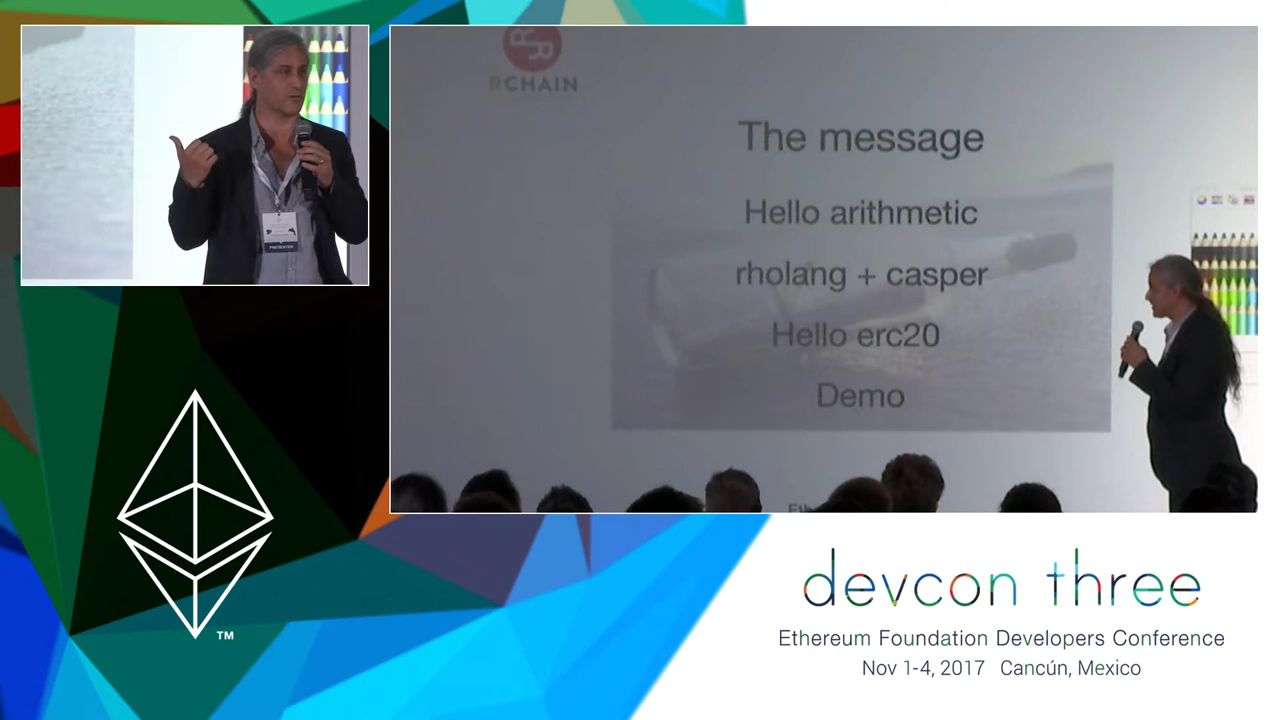 PRESENTER
RCHAIN
The message
Hello arithmetic
rholang + casper
Hello erc20
Demo
TM
devcon three
Ethereum Foundation Developers Conference
Nov 1-4, 2017 Cancún, Mexico